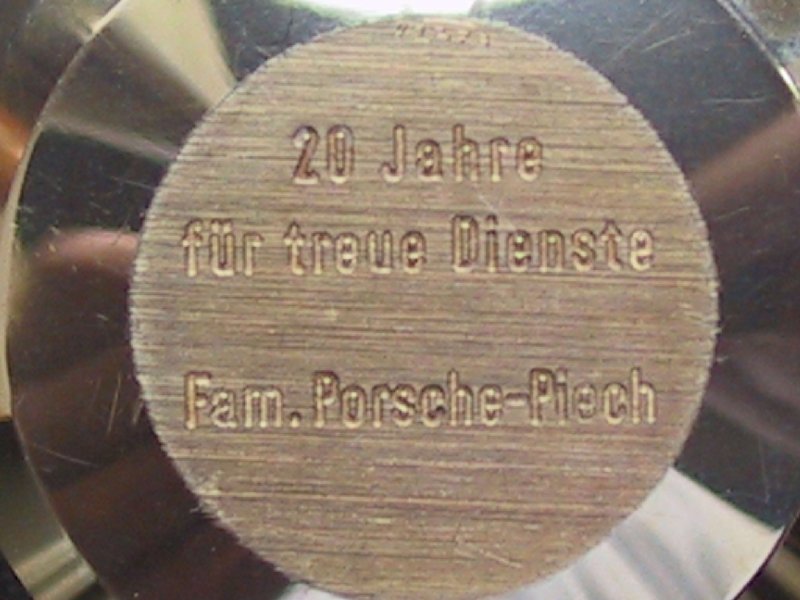 20 Jahre
für treue Dienste
Fam. Porsche-Piech